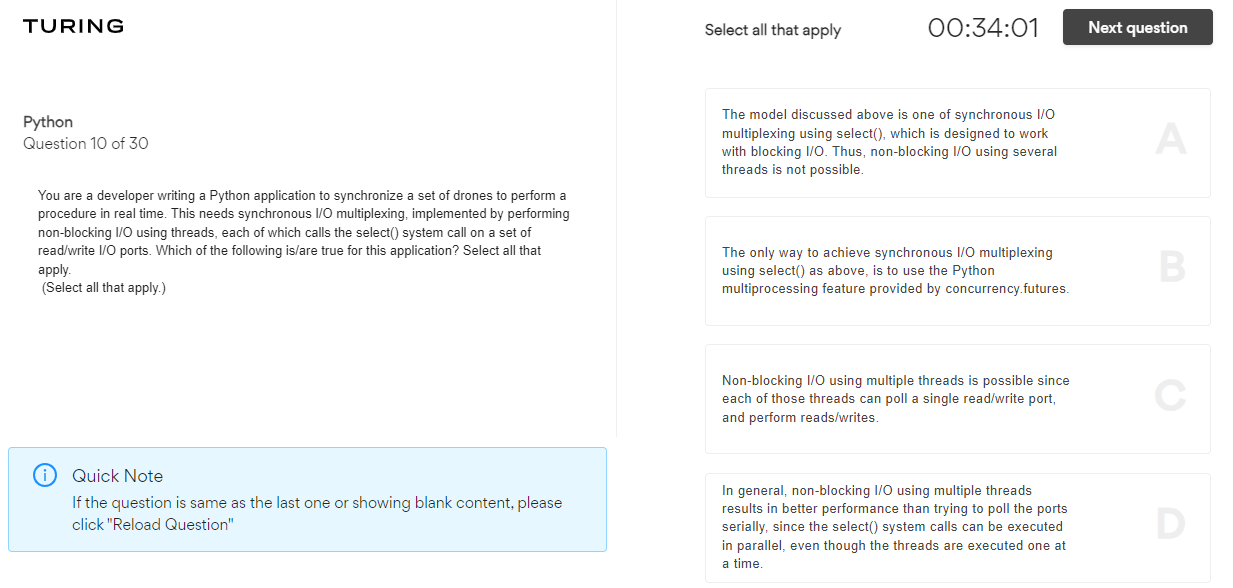 TURING
Select all that apply
00:34:01
Next question
Python
Question 10 of 30
You are a developer writing a Python application to synchronize a set of drones to perform a
procedure in real time. This needs synchronous I/O multiplexing, implemented by performing
non-blocking I/O using threads, each of which calls the select() system call on a set of
read/write I/O ports. Which of the following is/are true for this application? Select all that
apply.
(Select all that apply.)
Quick Note
If the question is same as the last one or showing blank content, please
click "Reload Question"
The model discussed above is one of synchronous I/O
multiplexing using select(), which is designed to work
with blocking I/O. Thus, non-blocking I/O using several
threads is not possible.
A
The only way to achieve synchronous I/O multiplexing
using select() as above, is to use the Python
multiprocessing feature provided by concurrency.futures.
B
Non-blocking I/O using multiple threads is possible since
each of those threads can poll a single read/write port,
and perform reads/writes.
C
In general, non-blocking I/O using multiple threads
results in better performance than trying to poll the ports
serially, since the select() system calls can be executed
in parallel, even though the threads are executed one at
a time.
D